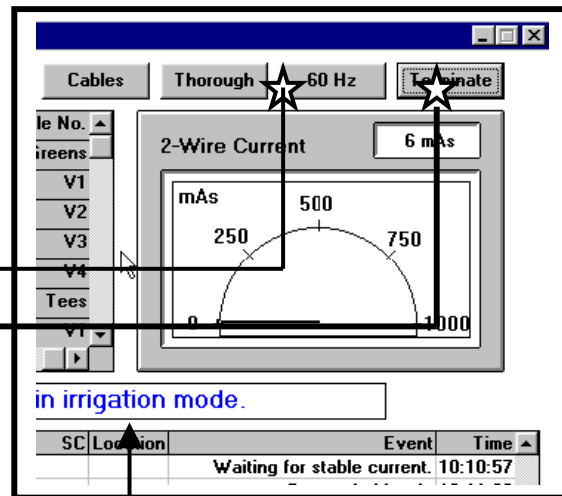 Cables Thorough 60 Hz Terminate
le No.
Greens
V1
V2
V3
V4
Tees
V1
2-Wire Current 6 mAs
mAs
500
250 750
0 1000
in irrigation mode.
SC Location Event Time
Waiting for stable current. 10:10:57